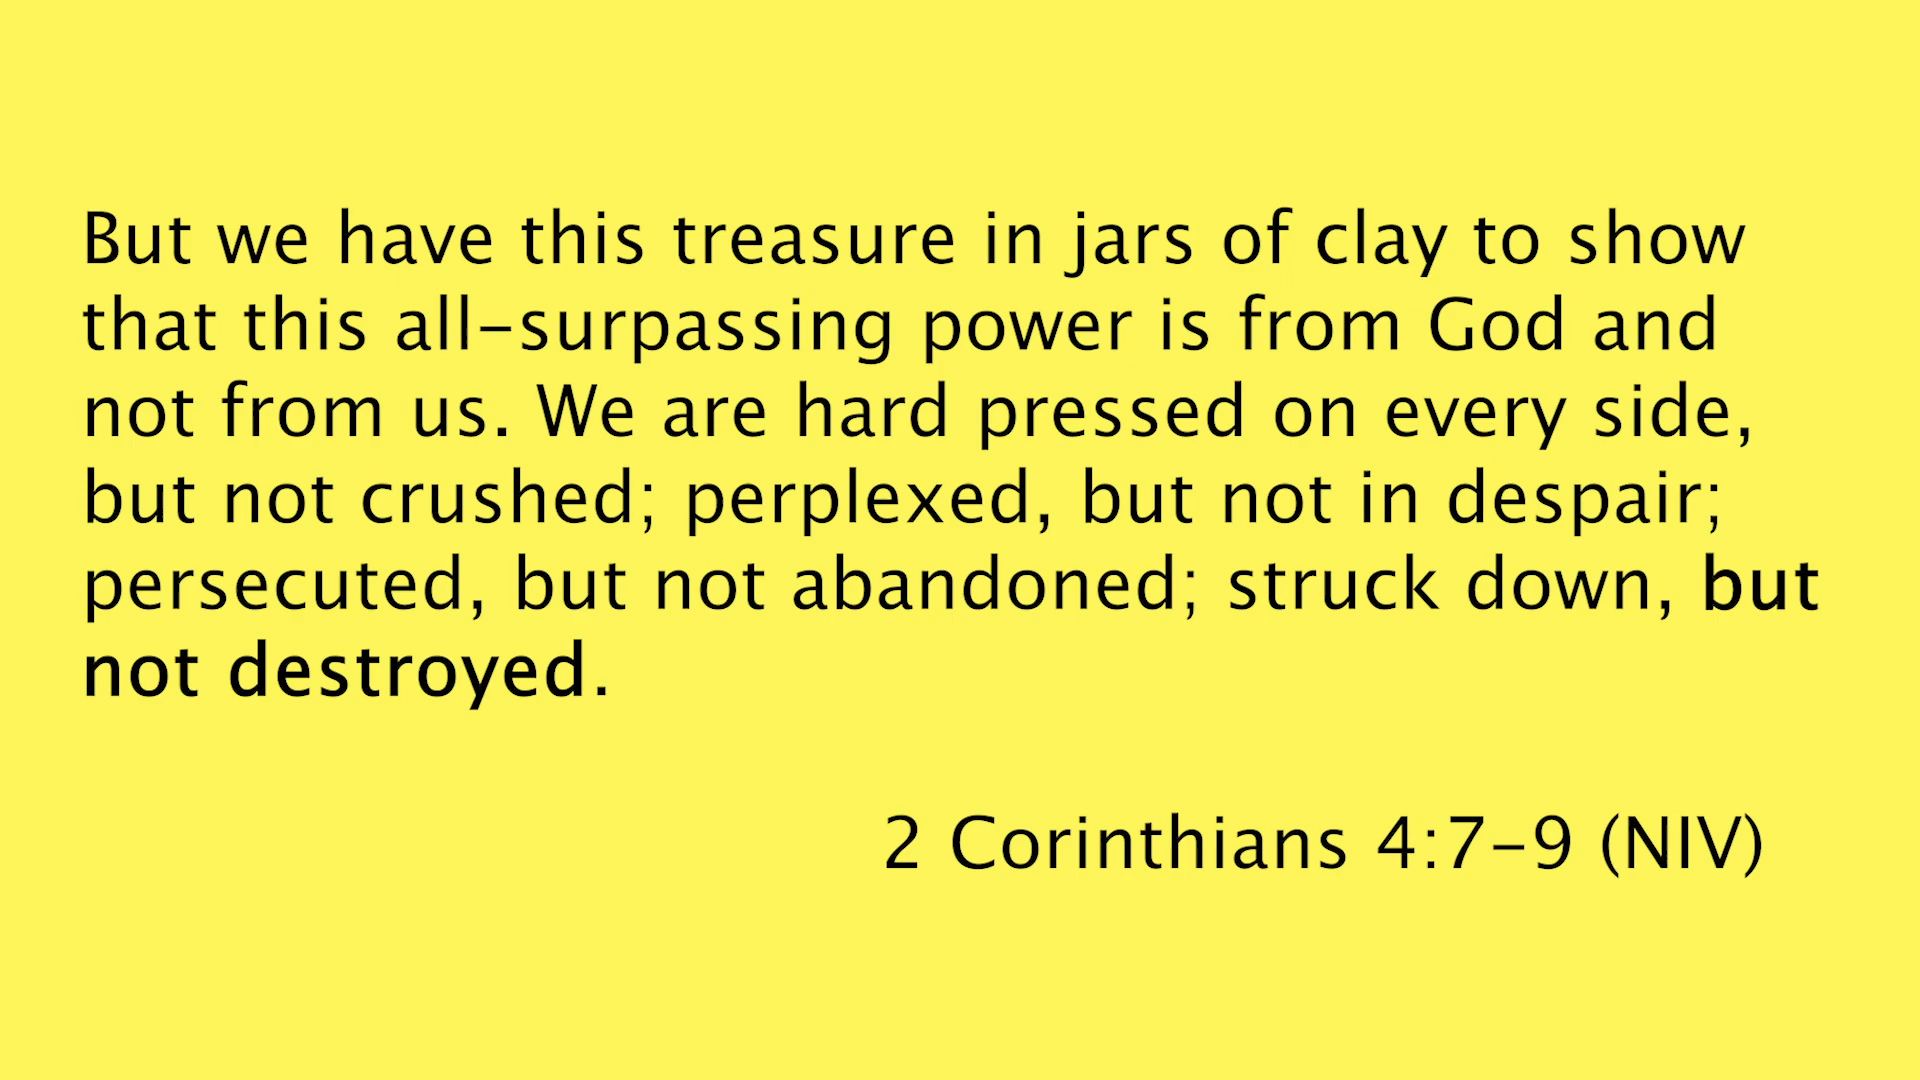 But we have this treasure in jars of clay to show
that this all-surpassing power is from God and
not from us. We are hard pressed on every side,
but not crushed; perplexed, but not in despair;
persecuted, but not abandoned; struck down, but
not destroyed.
2 Corinthians 4:7-9 (NIV)